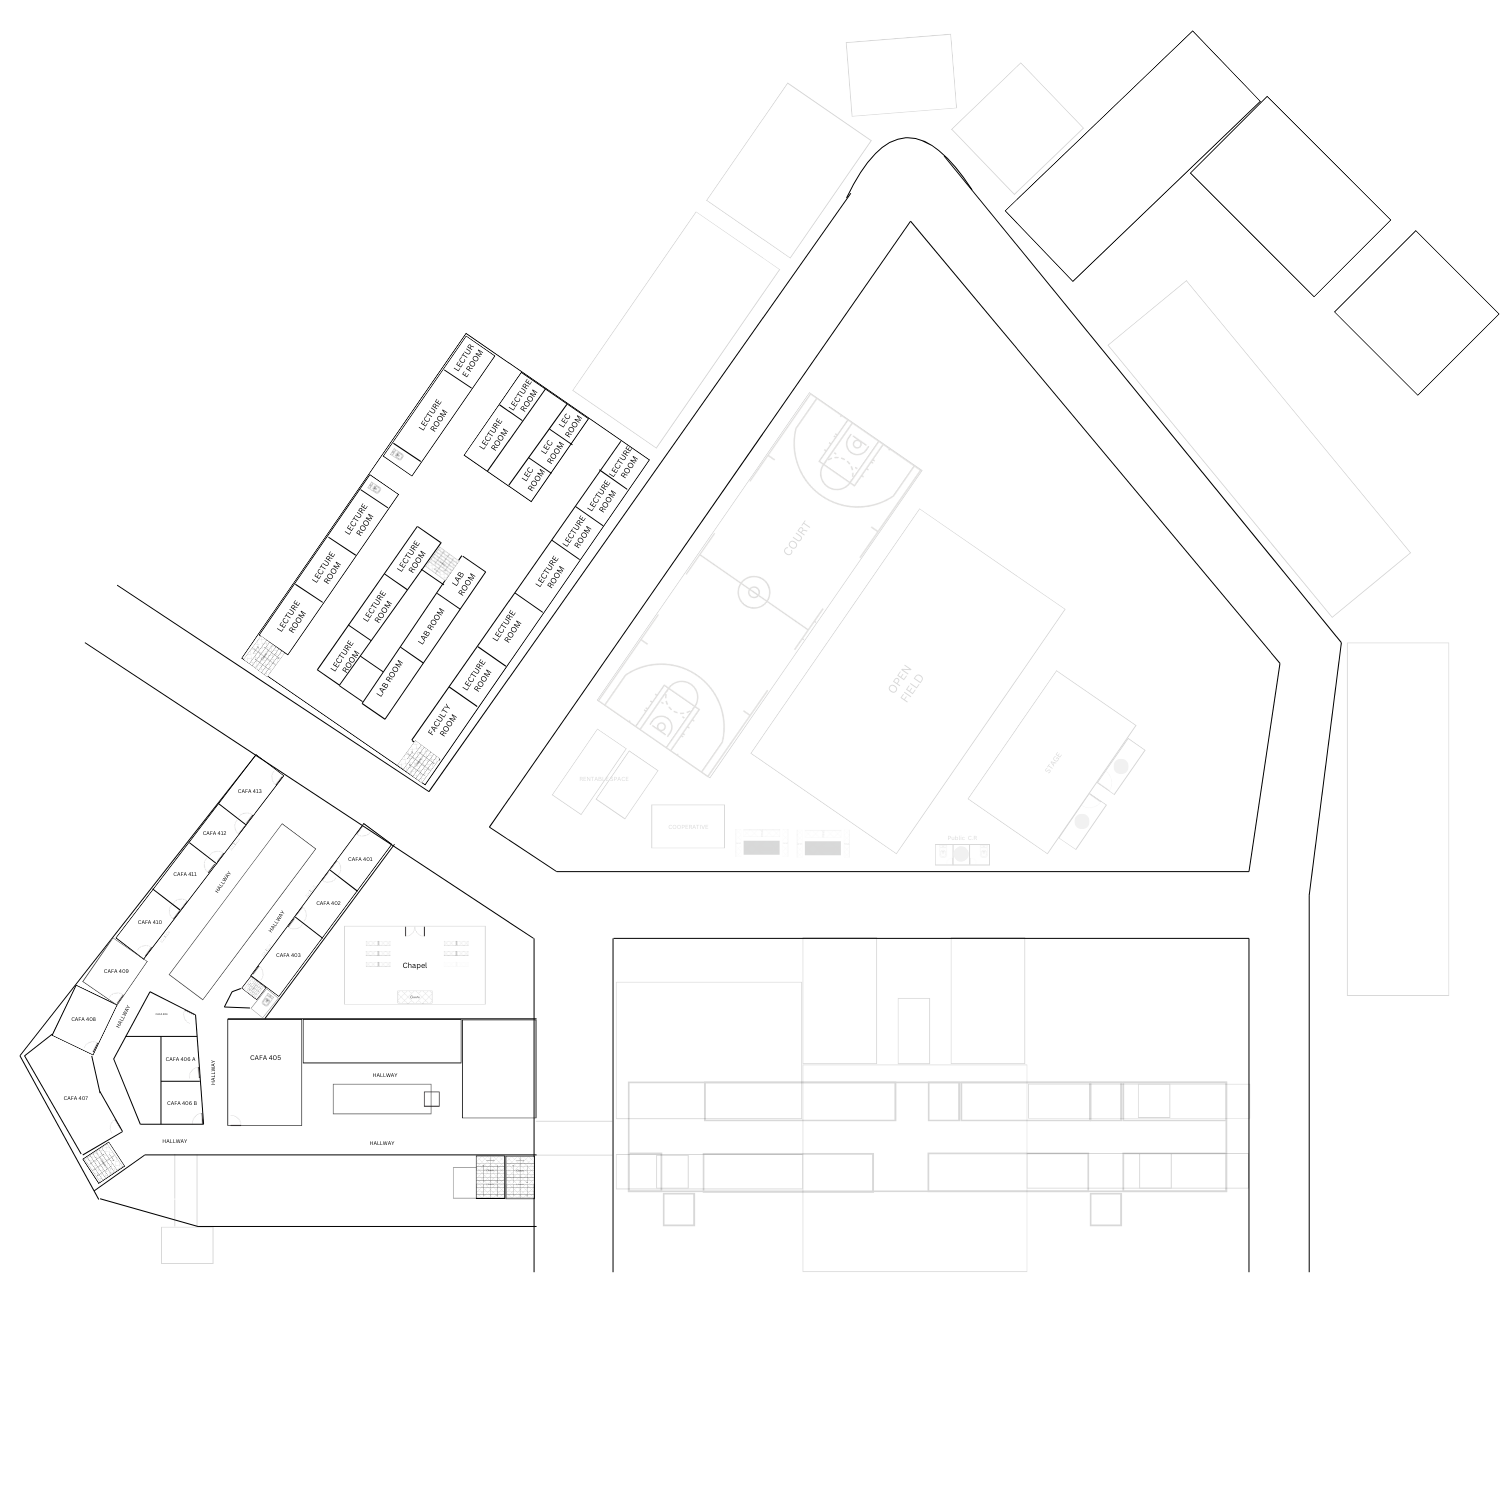 LECTUR
E ROOM
LECTURE
ROOM
LECTURE
ROOM
LECTURE
ROOM
LEC
ROOM
LEC
ROOM
LEC
ROOM
LECTURE
ROOM
LECTURE
ROOM
LECTURE
ROOM
LECTURE
ROOM
LECTURE
ROOM
LECTURE
ROOM
LECTURE
ROOM
FACULTY
ROOM
LECTURE
ROOM
LECTURE
ROOM
LECTURE
ROOM
LECTURE
ROOM
LECTURE
ROOM
LECTURE
ROOM
LAB
ROOM
LAB ROOM
LAB ROOM
COURT
OPEN
FIELD
STAGE
RENTABLE SPACE
COOPERATIVE
Public C.R
CAFA 413
CAFA 412
CAFA 411
CAFA 410
CAFA 409
CAFA 408
CAFA 407
HALLWAY
HALLWAY
HALLWAY
HALLWAY
CAFA 401
CAFA 402
CAFA 403
CAFA 406 A
CAFA 406 B
CAFA 405
Chapel
HALLWAY
HALLWAY
HALLWAY